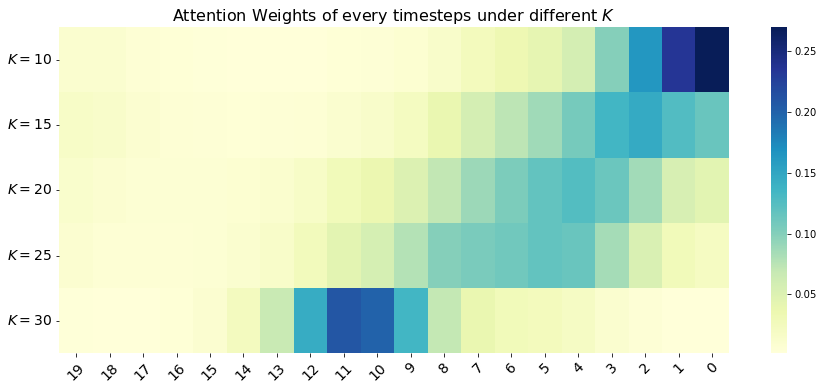 Attention Weights of every timesteps under different K
K = 10
K = 15
K = 20
K = 25
K = 30
19 18 17 16 15 14 13 12 11 10 9 8 7 6 5 4 3 2 1 0
0.25
0.20
0.15
0.10
0.05